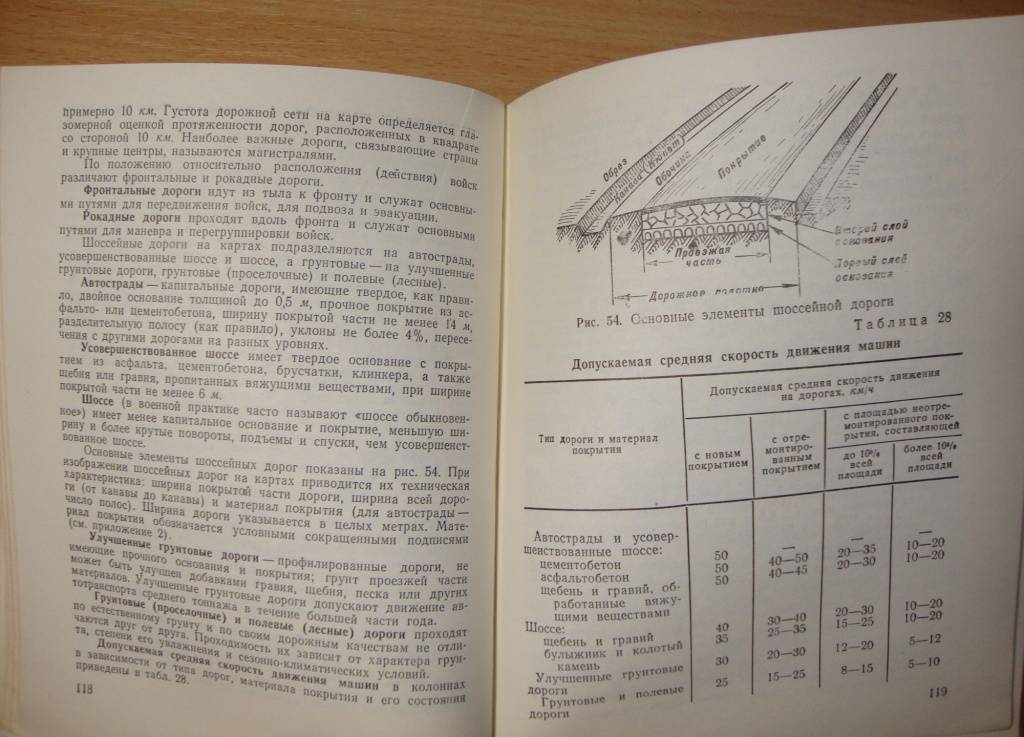 примерно 10 км. Густота дорожной сети на карте определяется гла-
зомерной оценкой протяженности дорог, расположенных в квадрате
со стороной 10 км. Наиболее важные дороги, связывающие страны
и крупные центры, называются магистралями.
По положению относительно расположения (действия) войск
различают фронтальные и рокадные дороги.
Фронтальные дороги идут из тыла к фронту и служат основны-
ми путями для передвижения войск, для подвоза и эвакуации.
Рокадные дороги проходят вдоль фронта и служат основными
путями для маневра и перегруппировки войск.
Шоссейные дороги на картах подразделяются на автострады,
усовершенствованные шоссе и шоссе, а грунтовые — на улучшенные
грунтовые дороги, грунтовые (проселочные) и полевые (лесные).
Автострады — капитальные дороги, имеющие твердое, как прави-
ло, двойное основание толщиной до 0,5 м, прочное покрытие из ас-
фальто- или цементобетона, ширину покрытой части не менее 14 м,
разделительную полосу (как правило), уклоны не более 4%, пересе-
чения с другими дорогами на разных уровнях.
Усовершенствованное шоссе имеет твердое основание с покры-
тием из асфальта, цементобетона, брусчатки, клинкера, а также
щебня или гравия, пропитанных вяжущими веществами, при ширине
покрытой части не менее 6 м.
Шоссе (в военной практике часто называют «шоссе обыкновен-
ное») имеет менее капитальное основание и покрытие, меньшую ши-
рину и более крутые повороты, подъемы и спуски, чем усовершенст-
вованное шоссе.
Основные элементы шоссейных дорог показаны на рис. 54. При
изображении шоссейных дорог на картах приводится их техническая
характеристика: ширина покрытой части дороги, ширина всей доро-
ги (от канавы до канавы) и материал покрытия (для автострады —
число полос). Ширина дороги указывается в целых метрах. Мате-
риал покрытия обозначается условными сокращенными подписями
(см. приложение 2).
Улучшенные грунтовые дороги — профилированные дороги, не
имеющие прочного основания и покрытия; грунт проезжей части
может быть улучшен добавками гравия, щебня, песка или других
материалов. Улучшенные грунтовые дороги допускают движение ав-
тотранспорта среднего тоннажа в течение большей части года.
Грунтовые (проселочные) и полевые (лесные) дороги проходят
по естественному грунту и по своим дорожным качествам не отли-
чаются друг от друга. Проходимость их зависит от характера грун-
та, степени его увлажнения и сезонно-климатических условий.
Допускаемая средняя скорость движения машин в колоннах
в зависимости от типа дорог, материала покрытия и его состояния
приведены в табл. 28.
118
Обрез
Канава (Кювет)
Обочина
Покрытие
Второй слой
основания
Первый слой
основания
Проезжая
часть
Дорожное полотно
Рис. 54. Основные элементы шоссейной дороги
Таблица 28
Допускаемая средняя скорость движения машин
Тип дороги и материал
покрытия
Допускаемая средняя скорость движения
на дорогах, км/ч
с новым
покрытием
с отре-
монтиро-
ванным
покрытием
с площадью неотре-
монтированного пок-
рытия, составляющей
до 10%
всей
площади
более 10%
всей
площади
Автострады и усовер-
шенствованные шоссе: — — —
цементобетон 50 40—50 20—35 10—20
асфальтобетон 50 40—45 20—30 10—20
щебень и гравий, об- 50
работанные вяжу-
щими веществами 30—40 20—30 10—20
Шоссе: 40 25—35 15—25 10—20
щебень и гравий 35
булыжник и колотый 20—30 12—20 5—12
камень 30
Улучшенные грунтовые 15—25 8—15 5—10
дороги 25
Грунтовые и полевые
дороги
119